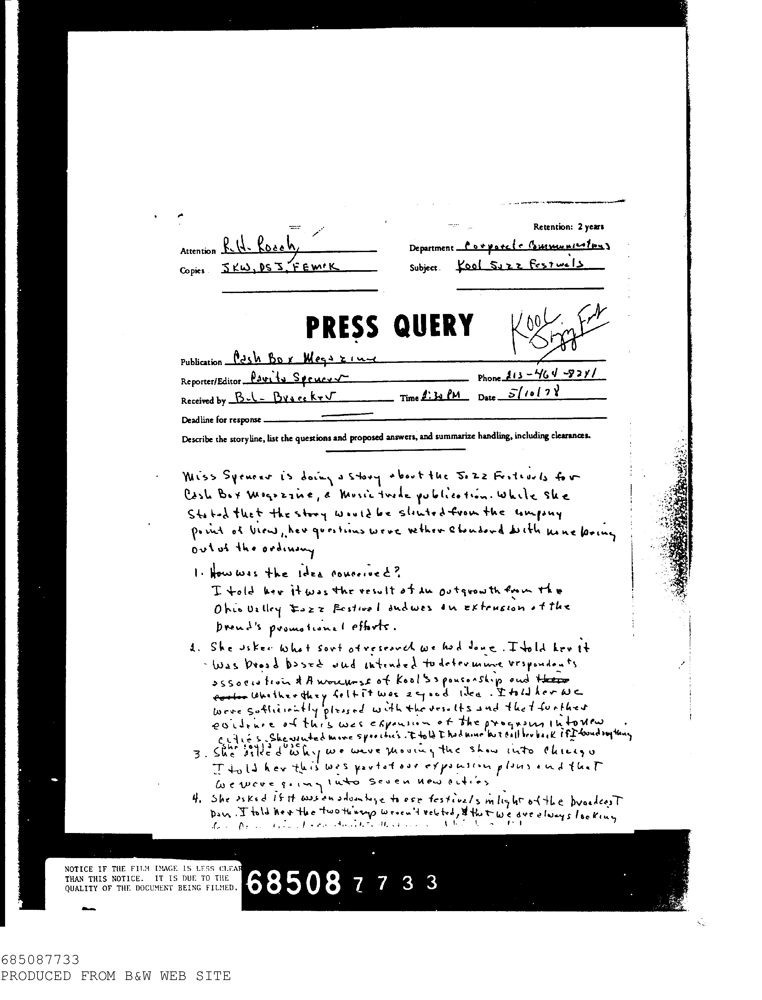 Retention: 2 years
Attention R.H. Roach
Department Corporate Communications
Copies JKW, DSJ, FEMcK
Subject Kool Jazz Festivals
PRESS QUERY
KOOL
Jazz Fest
Publication Cash Box Magazine
Reporter/Editor Spencer
Phone 213-464-8241
Received by B.L. Broecker
Time 2:30 PM Date 5/10/78
Deadline for response
Describe the storyline, list the questions and proposed answers, and summarize handling, including clearances.
Miss Spencer is doing a story about the Jazz Festivals for
Cash Box Magazine, a music trade publication. While she
stated that the story would be slanted from the company
point of view, her questions were rather standard with none being
out of the ordinary
1. How was the idea conceived?
I told her it was the result of an outgrowth from the
Ohio Valley Jazz Festival and was an extension of the
brand's promotional efforts.
2. She asked what sort of research we had done. I told her it
was broad based and intended to determine respondents
association & awareness of Kool's sponsorship and
whether they felt it was a good idea. I told her we
were sufficiently pleased with the results and that further
evidence of this was expansion of the program into new
cities. She wanted more specifics. I told I had none but call her back if I found anything
she could use
3. She asked why we were moving the show into Chicago
I told her this was part of our expansion plans and that
we were going into seven new cities
4. She asked if it was an advantage to use festivals in light of the broadcast
ban. I told her the two things weren't related, & that we are always looking
NOTICE IF THE FILM IMAGE IS LESS CLEAR
THAN THIS NOTICE. IT IS DUE TO THE
QUALITY OF THE DOCUMENT BEING FILMED.
68508 7733
685087733
PRODUCED FROM B&W WEB SITE